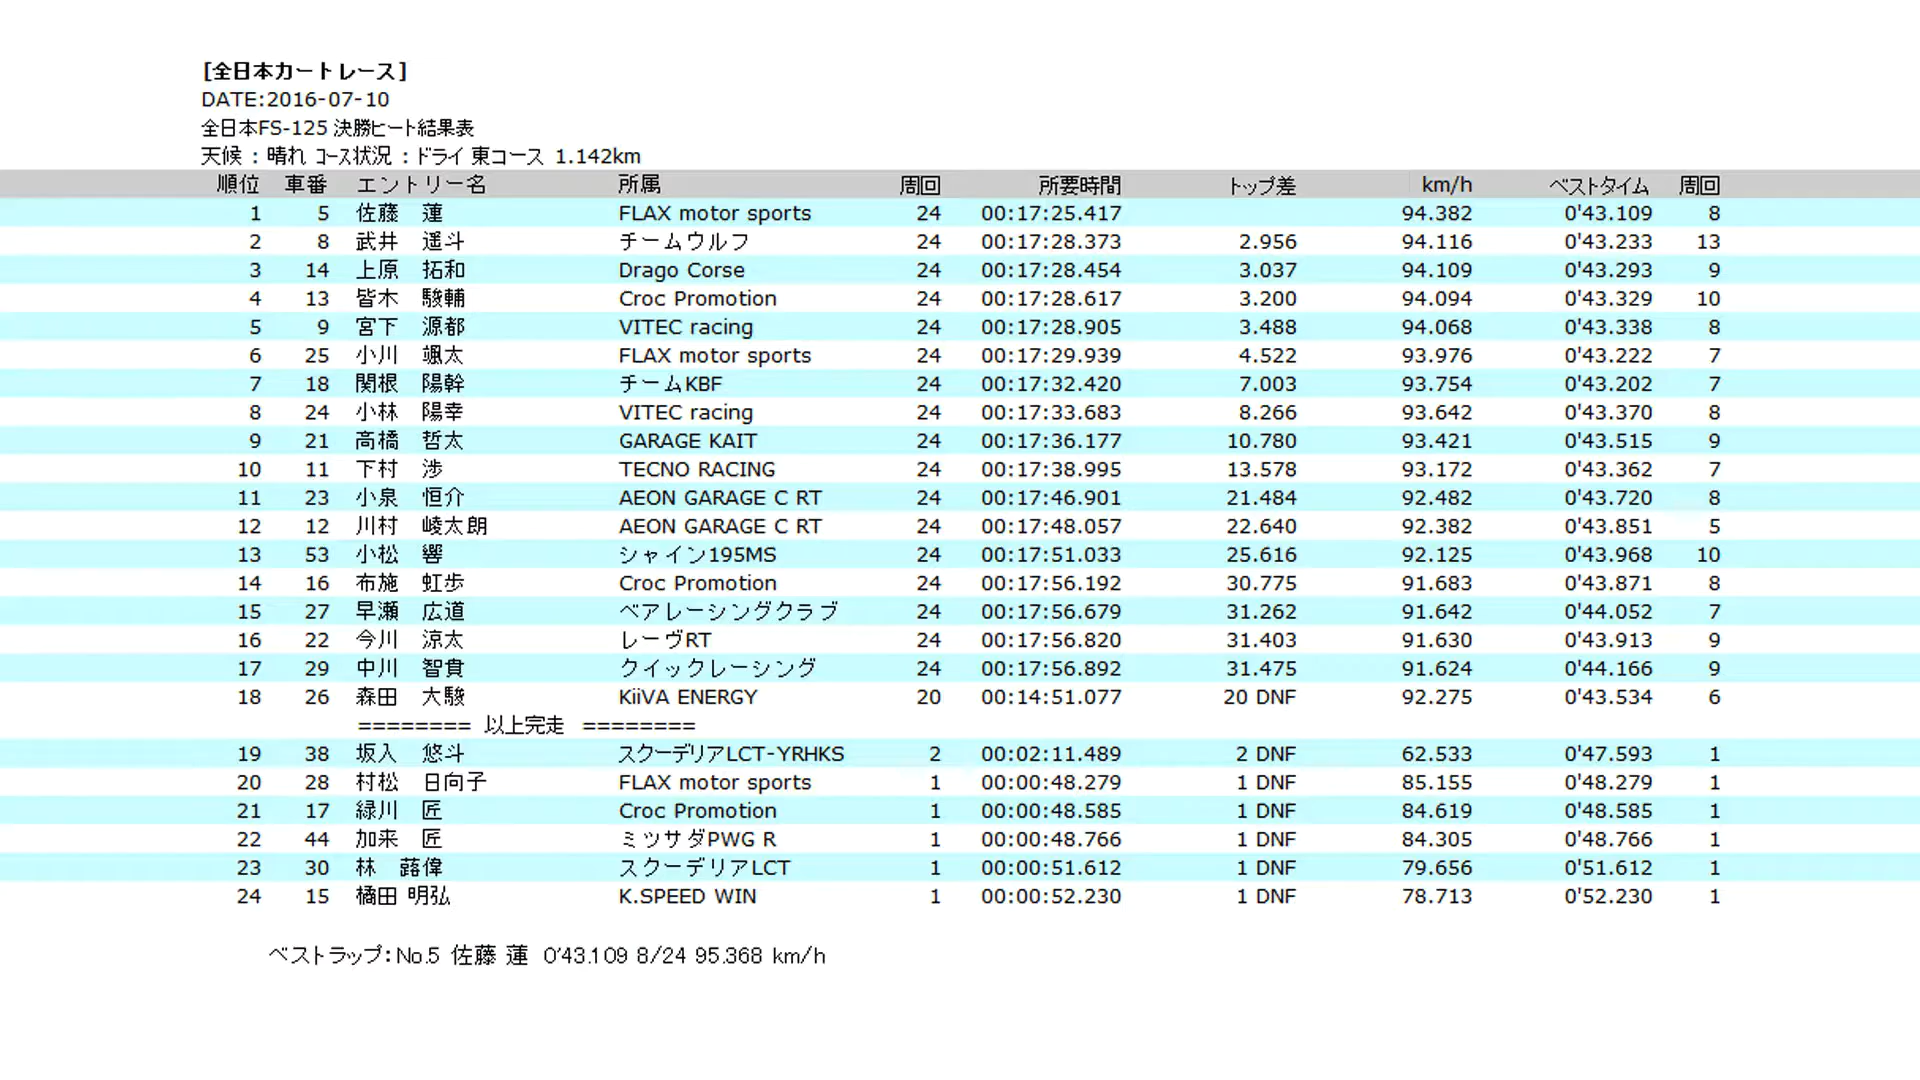 [全日本カートレース]
DATE:2016-07-10
全日本FS-125 決勝ヒート結果表
天候 : 晴れ コース状況 : ドライ 東コース 1.142km
順位 車番 エントリー名 所属 周回 所要時間 トップ差 km/h ベストタイム 周回
1 5 佐藤 蓮 FLAX motor sports 24 00:17:25.417 94.382 0'43.109 8
2 8 武井 遥斗 チームウルフ 24 00:17:28.373 2.956 94.116 0'43.233 13
3 14 上原 拓和 Drago Corse 24 00:17:28.454 3.037 94.109 0'43.293 9
4 13 皆木 駿輔 Croc Promotion 24 00:17:28.617 3.200 94.094 0'43.329 10
5 9 宮下 源都 VITEC racing 24 00:17:28.905 3.488 94.068 0'43.338 8
6 25 小川 颯太 FLAX motor sports 24 00:17:29.939 4.522 93.976 0'43.222 7
7 18 関根 陽幹 チームKBF 24 00:17:32.420 7.003 93.754 0'43.202 7
8 24 小林 陽幸 VITEC racing 24 00:17:33.683 8.266 93.642 0'43.370 8
9 21 高橋 哲太 GARAGE KAIT 24 00:17:36.177 10.780 93.421 0'43.515 9
10 11 下村 渉 TECNO RACING 24 00:17:38.995 13.578 93.172 0'43.362 7
11 23 小泉 恒介 AEON GARAGE C RT 24 00:17:46.901 21.484 92.482 0'43.720 8
12 12 川村 崚太朗 AEON GARAGE C RT 24 00:17:48.057 22.640 92.382 0'43.851 5
13 53 小松 響 シャイン195MS 24 00:17:51.033 25.616 92.125 0'43.968 10
14 16 布施 虹歩 Croc Promotion 24 00:17:56.192 30.775 91.683 0'43.871 8
15 27 早瀬 広道 ベアレーシングクラブ 24 00:17:56.679 31.262 91.642 0'44.052 7
16 22 今川 涼太 レーヴRT 24 00:17:56.820 31.403 91.630 0'43.913 9
17 29 中川 智貴 クイックレーシング 24 00:17:56.892 31.475 91.624 0'44.166 9
18 26 森田 大駿 KiiVA ENERGY 20 00:14:51.077 20 DNF 92.275 0'43.534 6
======== 以上完走 ========
19 38 坂入 悠斗 スクーデリアLCT-YRHKS 2 00:02:11.489 2 DNF 62.533 0'47.593 1
20 28 村松 日向子 FLAX motor sports 1 00:00:48.279 1 DNF 85.155 0'48.279 1
21 17 緑川 匠 Croc Promotion 1 00:00:48.585 1 DNF 84.619 0'48.585 1
22 44 加来 匠 ミツサダPWG R 1 00:00:48.766 1 DNF 84.305 0'48.766 1
23 30 林 蕗偉 スクーデリアLCT 1 00:00:51.612 1 DNF 79.656 0'51.612 1
24 15 橘田 明弘 K.SPEED WIN 1 00:00:52.230 1 DNF 78.713 0'52.230 1
ベストラップ:No.5 佐藤 蓮 0'43.109 8/24 95.368 km/h